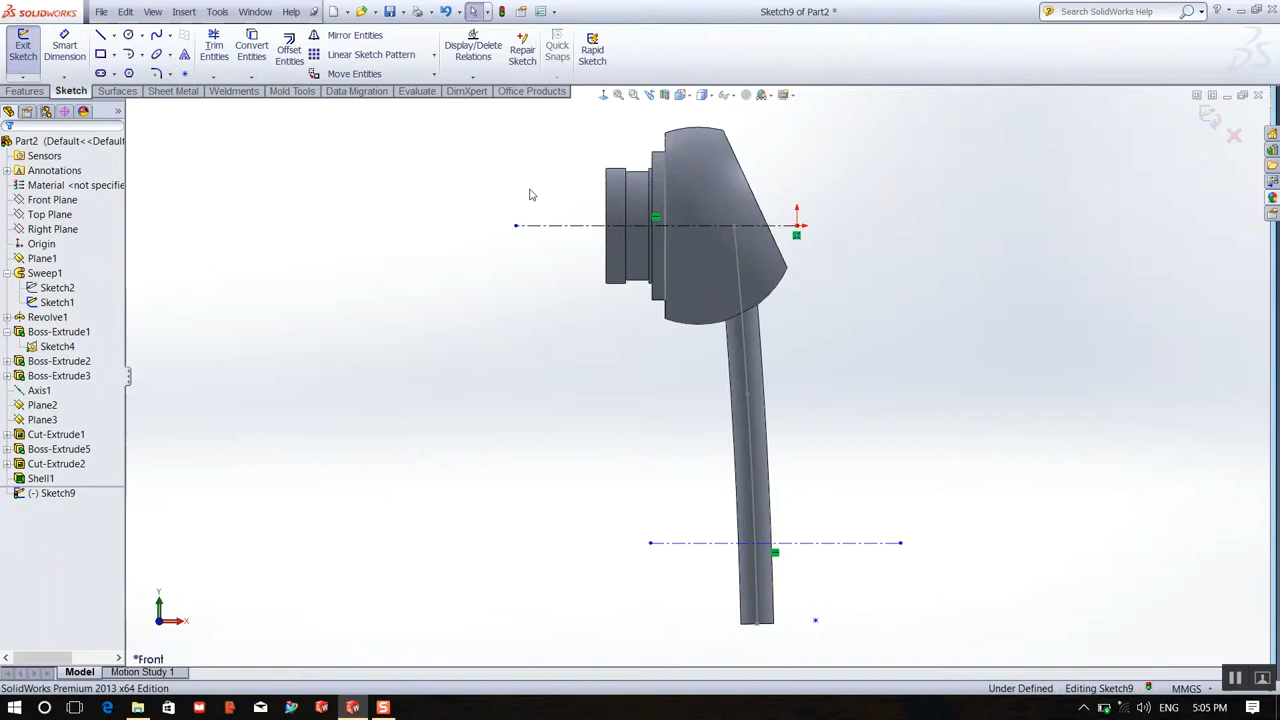 SOLIDWORKS File Edit View Insert Tools Window Help Sketch9 of Part2 * Search SolidWorks Help
Exit Sketch
Smart Dimension
Trim Entities
Convert Entities
Offset Entities
Mirror Entities
Linear Sketch Pattern
Move Entities
Display/Delete Relations
Repair Sketch
Quick Snaps
Rapid Sketch
Features Sketch Surfaces Sheet Metal Weldments Mold Tools Data Migration Evaluate DimXpert Office Products
Part2 (Default<<Default
Sensors
Annotations
Material <not specifie
Front Plane
Top Plane
Right Plane
Origin
Plane1
Sweep1
Sketch2
Sketch1
Revolve1
Boss-Extrude1
Sketch4
Boss-Extrude2
Boss-Extrude3
Axis1
Plane2
Plane3
Cut-Extrude1
Boss-Extrude5
Cut-Extrude2
Shell1
(-) Sketch9
Y
X
*Front
Model Motion Study 1
SolidWorks Premium 2013 x64 Edition Under Defined Editing Sketch9 MMGS
ENG 5:05 PM